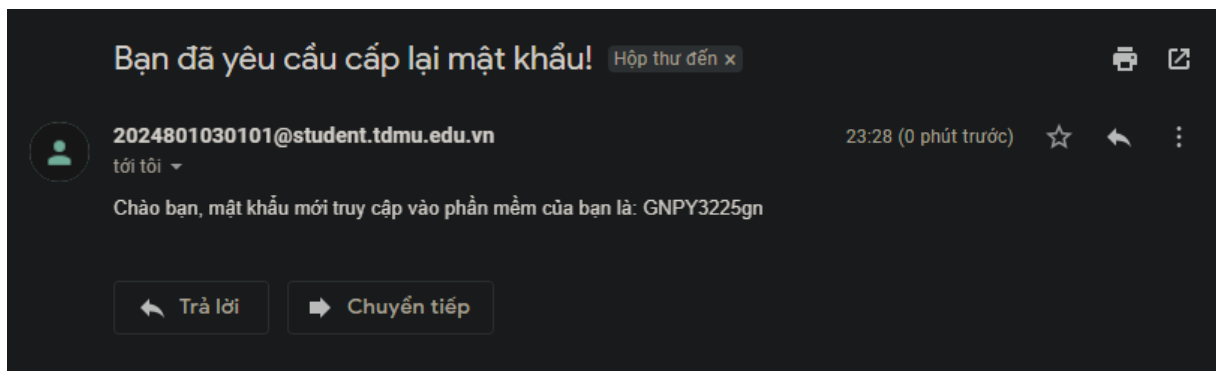 Bạn đã yêu cầu cấp lại mật khẩu! Hộp thư đến ×
2024801030101@student.tdmu.edu.vn 23:28 (0 phút trước)
tới tôi
Chào bạn, mật khẩu mới truy cập vào phần mềm của bạn là: GNPY3225gn
Trả lời Chuyển tiếp